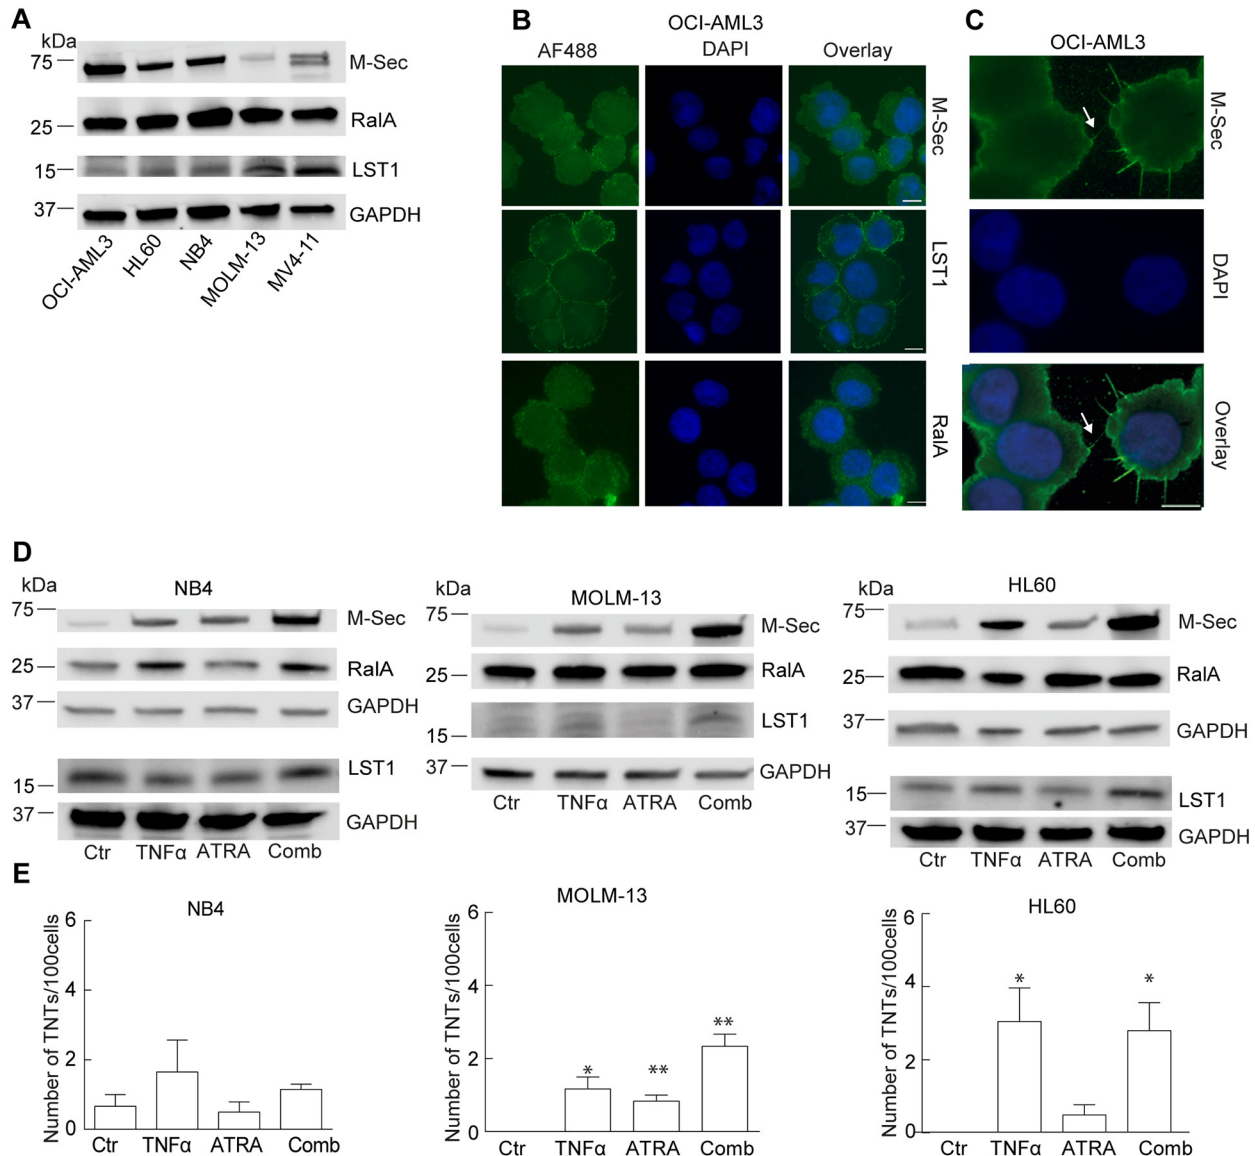 A
kDa
75
M-Sec
25
RalA
15
LST1
37
GAPDH
OCI-AML3
HL60
NB4
MOLM-13
MV4-11
B
OCI-AML3
AF488
DAPI
Overlay
M-Sec
LST1
RalA
C
OCI-AML3
M-Sec
DAPI
Overlay
D
NB4
kDa
75
M-Sec
25
RalA
37
GAPDH
LST1
15
37
GAPDH
Ctr TNFα ATRA Comb
MOLM-13
kDa
75
M-Sec
25
RalA
LST1
15
37
GAPDH
Ctr TNFα ATRA Comb
HL60
kDa
75
M-Sec
25
RalA
37
GAPDH
15
LST1
37
GAPDH
Ctr TNFα ATRA Comb
E
NB4
Number of TNTs/100cells
6
4
2
0
Ctr TNFα ATRA Comb
MOLM-13
Number of TNTs/100cells
6
4
2
0
* ** **
Ctr TNFα ATRA Comb
HL60
Number of TNTs/100cells
6
4
2
0
* *
Ctr TNFα ATRA Comb